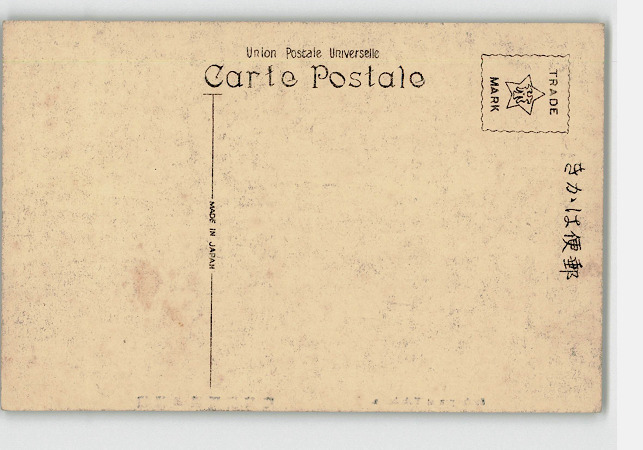 Union Postale Universelle
Carte Postale
TRADE
MARK
MADE IN JAPAN
きかは便郵